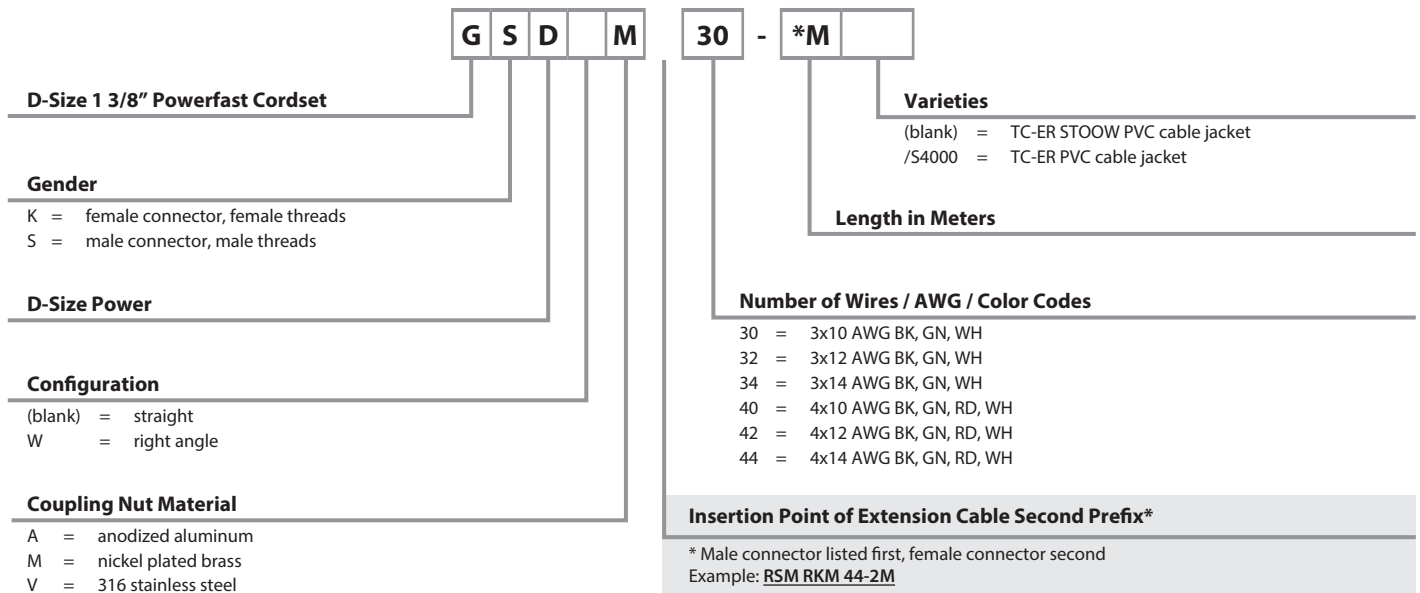 G S D M 30 - *M
D-Size 1 3/8” Powerfast Cordset
Gender
K = female connector, female threads
S = male connector, male threads
D-Size Power
Configuration
(blank) = straight
W = right angle
Coupling Nut Material
A = anodized aluminum
M = nickel plated brass
V = 316 stainless steel
Varieties
(blank) = TC-ER STOOW PVC cable jacket
/S4000 = TC-ER PVC cable jacket
Length in Meters
Number of Wires / AWG / Color Codes
30 = 3x10 AWG BK, GN, WH
32 = 3x12 AWG BK, GN, WH
34 = 3x14 AWG BK, GN, WH
40 = 4x10 AWG BK, GN, RD, WH
42 = 4x12 AWG BK, GN, RD, WH
44 = 4x14 AWG BK, GN, RD, WH
Insertion Point of Extension Cable Second Prefix*
* Male connector listed first, female connector second
Example: RSM RKM 44-2M